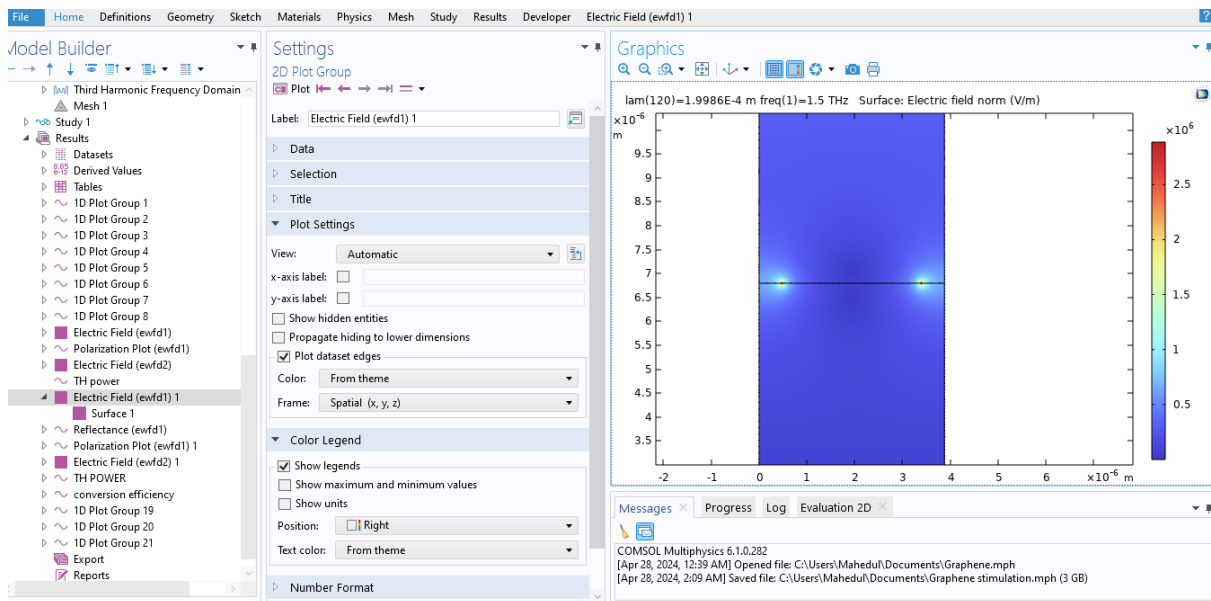 File Home Definitions Geometry Sketch Materials Physics Mesh Study Results Developer Electric Field (ewfd1) 1 ?
Model Builder
Third Harmonic Frequency Domain
Mesh 1
Study 1
Results
Datasets
8.85 e-12 Derived Values
Tables
1D Plot Group 1
1D Plot Group 2
1D Plot Group 3
1D Plot Group 4
1D Plot Group 5
1D Plot Group 6
1D Plot Group 7
1D Plot Group 8
Electric Field (ewfd1)
Polarization Plot (ewfd1)
Electric Field (ewfd2)
TH power
Electric Field (ewfd1) 1
Surface 1
Reflectance (ewfd1)
Polarization Plot (ewfd1) 1
Electric Field (ewfd2) 1
TH POWER
conversion efficiency
1D Plot Group 19
1D Plot Group 20
1D Plot Group 21
Export
Reports
Settings
2D Plot Group
Plot
Label: Electric Field (ewfd1) 1
Data
Selection
Title
Plot Settings
View: Automatic
x-axis label:
y-axis label:
Show hidden entities
Propagate hiding to lower dimensions
Plot dataset edges
Color: From theme
Frame: Spatial (x, y, z)
Color Legend
Show legends
Show maximum and minimum values
Show units
Position: Right
Text color: From theme
Number Format
Graphics
lam(120)=1.9986E-4 m freq(1)=1.5 THz Surface: Electric field norm (V/m)
×10⁻⁶
m
9.5
9
8.5
8
7.5
7
6.5
6
5.5
5
4.5
4
3.5
-2 -1 0 1 2 3 4 5 6 ×10⁻⁶ m
×10⁶
2.5
2
1.5
1
0.5
Messages Progress Log Evaluation 2D
COMSOL Multiphysics 6.1.0.282
[Apr 28, 2024, 12:39 AM] Opened file: C:\Users\Mahedul\Documents\Graphene.mph
[Apr 28, 2024, 2:09 AM] Saved file: C:\Users\Mahedul\Documents\Graphene stimulation.mph (3 GB)